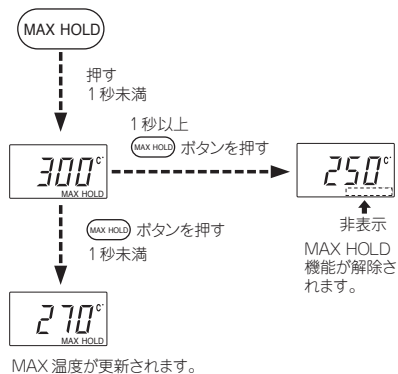 MAX HOLD
押す
1秒未満
1秒以上
MAX HOLD ボタンを押す
300℃
MAX HOLD
250℃
非表示
MAX HOLD
機能が解除さ
れます。
MAX HOLD ボタンを押す
1秒未満
270℃
MAX HOLD
MAX 温度が更新されます。